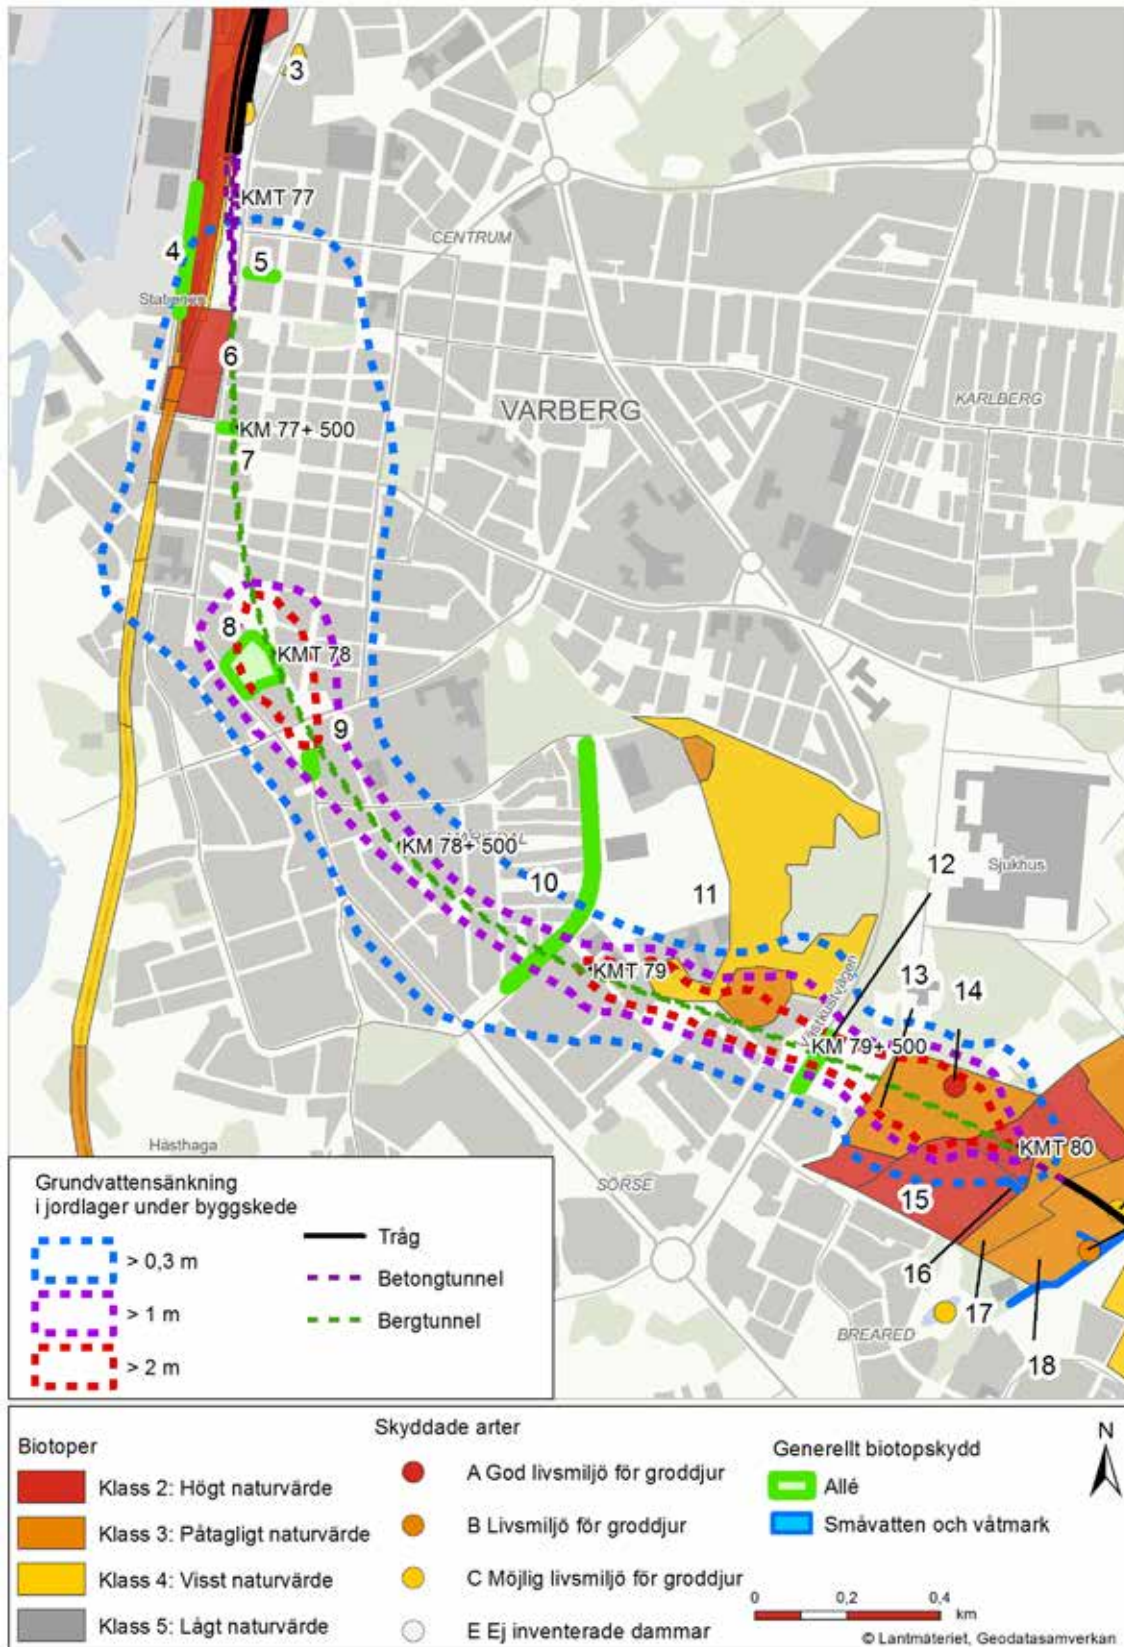 3
KMT 77
CENTRUM
4
5
Stationen
6
VARBERG
KARLBERG
KM 77+ 500
7
8
KMT 78
9
KM 78+ 500
12
Sjukhus
10
11
KMT 79
13
14
Västkustvägen
KM 79+ 500
KMT 80
Hästhaga
SÖRSE
15
16
17
BREARED
18
Grundvattensänkning
i jordlager under byggskede
> 0,3 m
> 1 m
> 2 m
Tråg
Betongtunnel
Bergtunnel
Biotoper
Klass 2: Högt naturvärde
Klass 3: Påtagligt naturvärde
Klass 4: Visst naturvärde
Klass 5: Lågt naturvärde
Skyddade arter
A God livsmiljö för groddjur
B Livsmiljö för groddjur
C Möjlig livsmiljö för groddjur
E Ej inventerade dammar
Generellt biotopskydd
Allé
Småvatten och våtmark
N
0 0,2 0,4
km
© Lantmäteriet, Geodatasamverkan